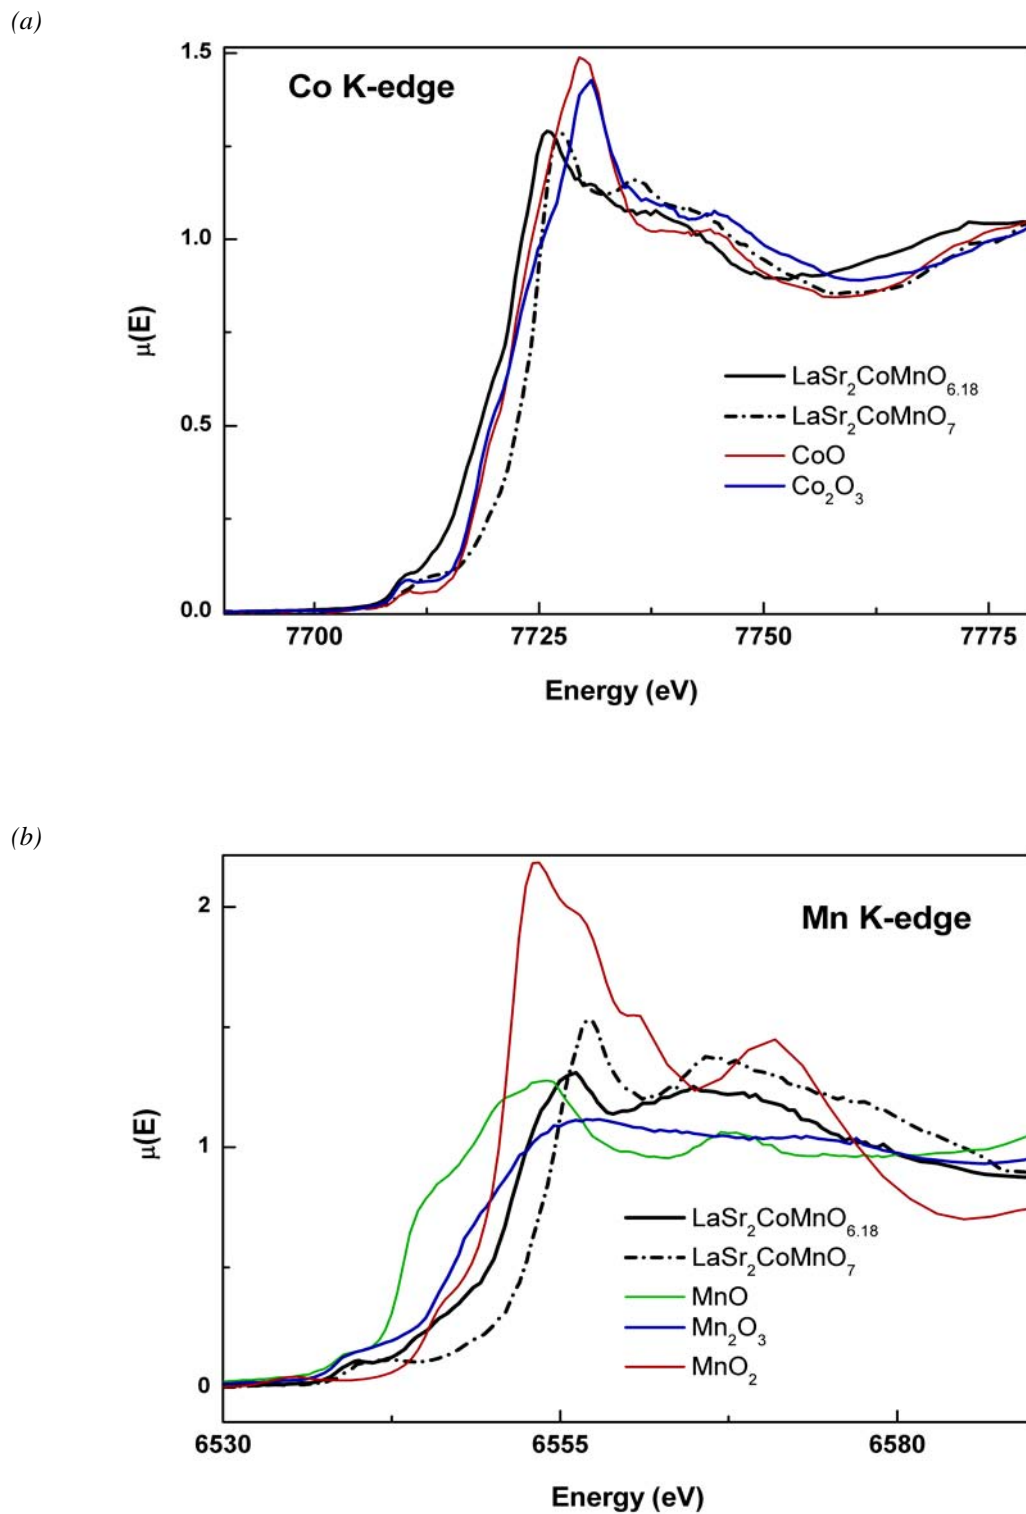 (a)
Co K-edge
1.5
1.0
0.5
0.0
μ(E)
LaSr₂CoMnO₆.₁₈
LaSr₂CoMnO₇
CoO
Co₂O₃
7700 7725 7750 7775
Energy (eV)
(b)
Mn K-edge
2
1
0
μ(E)
LaSr₂CoMnO₆.₁₈
LaSr₂CoMnO₇
MnO
Mn₂O₃
MnO₂
6530 6555 6580
Energy (eV)